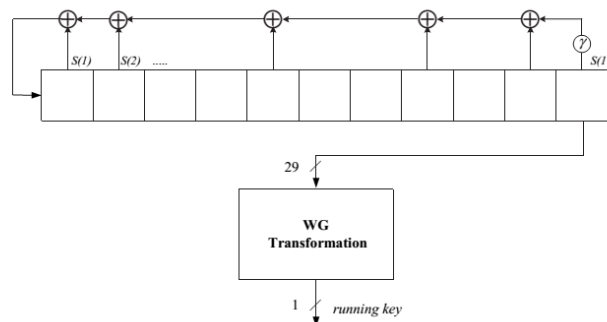 γ
S(1) S(2) ..... S(1
29
WG
Transformation
1
running key